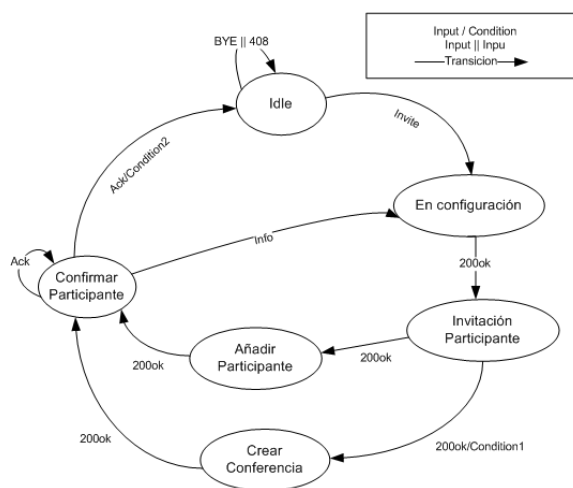 BYE || 408
Input / Condition
Input || Inpu
Transicion
Idle
Invite
Ack/Condition2
En configuración
Info
Ack
200ok
Confirmar
Participante
Invitación
Participante
Añadir
Participante
200ok
200ok
200ok
200ok/Condition1
Crear
Conferencia